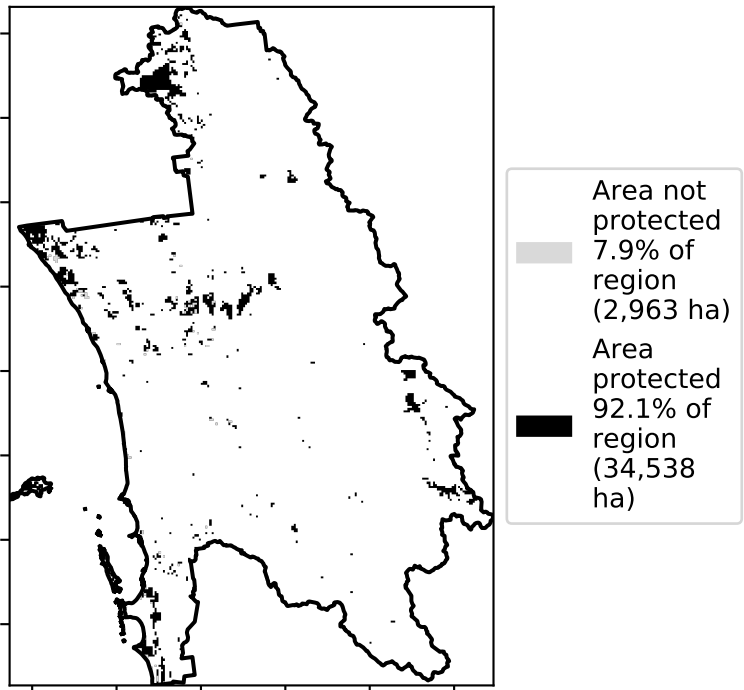 Area not
protected
7.9% of
region
(2,963 ha)
Area
protected
92.1% of
region
(34,538
ha)